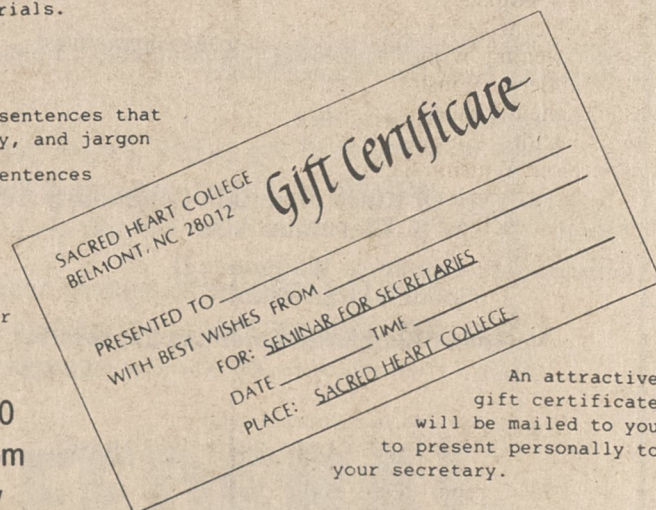 rials.
sentences that
y, and jargon
entences
r
0
m
y
SACRED HEART COLLEGE
BELMONT, NC 28012
Gift Certificate
PRESENTED TO
WITH BEST WISHES FROM
FOR: SEMINAR FOR SECRETARIES
DATE TIME
PLACE: SACRED HEART COLLEGE
An attractive
gift certificate
will be mailed to you
to present personally to
your secretary.